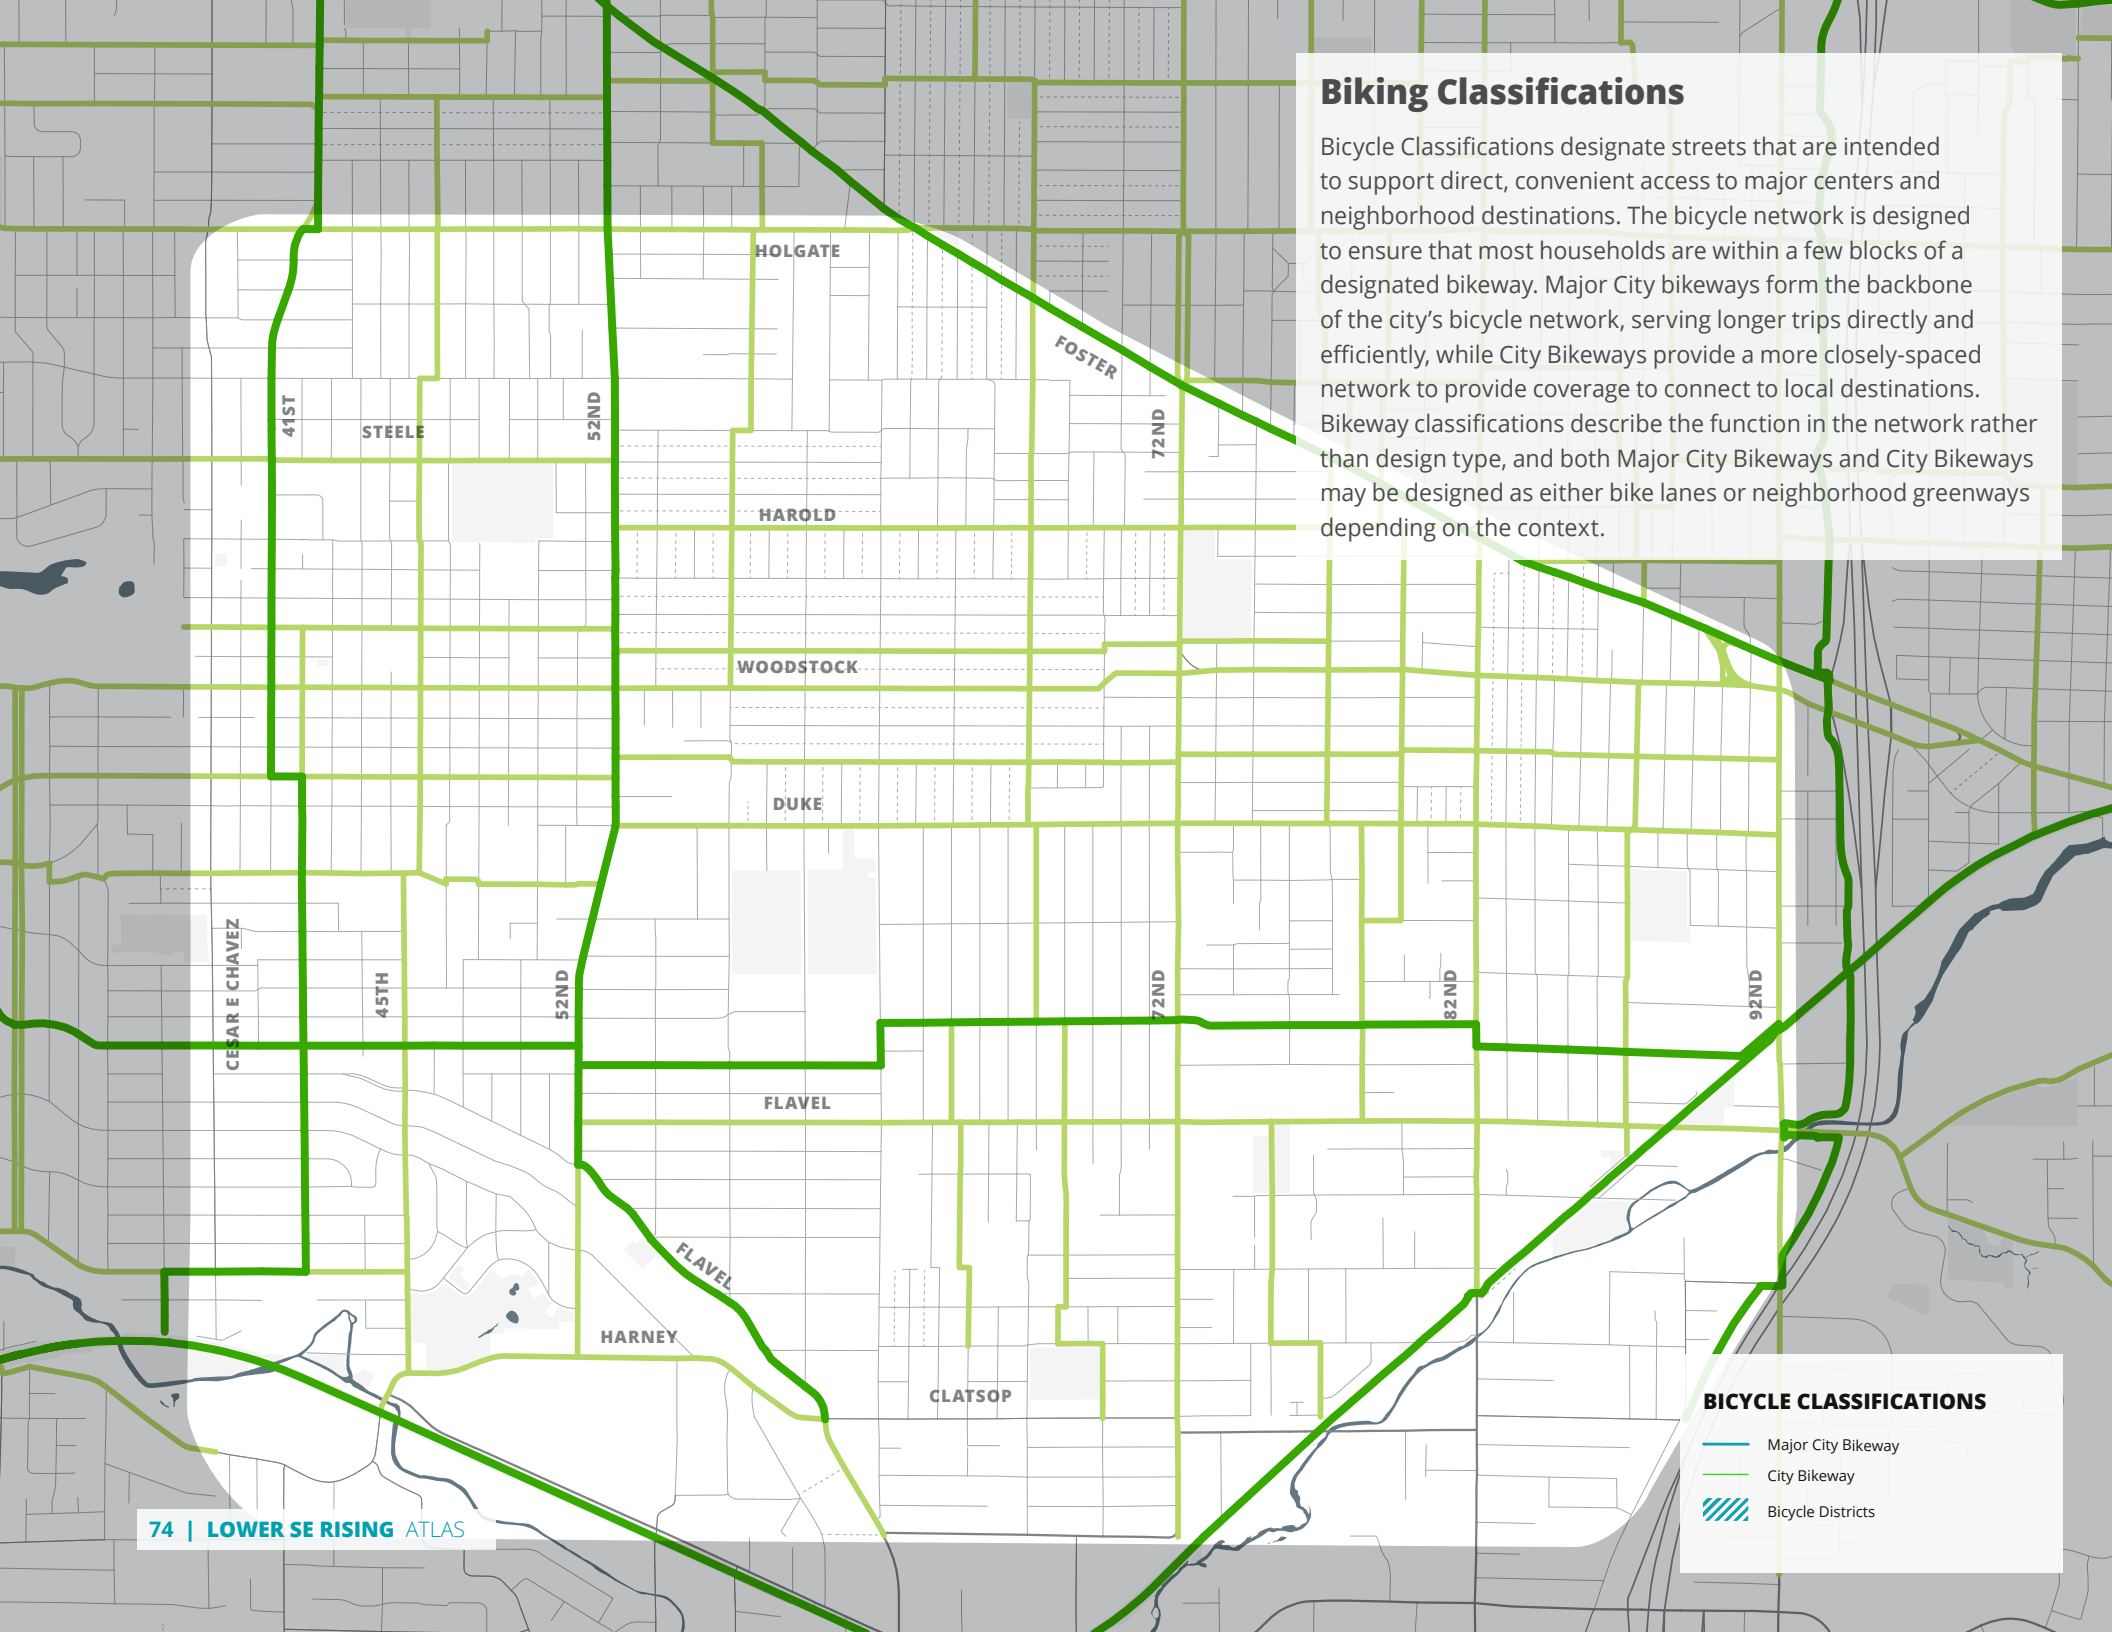 Biking Classifications
Bicycle Classifications designate streets that are intended
to support direct, convenient access to major centers and
neighborhood destinations. The bicycle network is designed
to ensure that most households are within a few blocks of a
designated bikeway. Major City bikeways form the backbone
of the city’s bicycle network, serving longer trips directly and
efficiently, while City Bikeways provide a more closely-spaced
network to provide coverage to connect to local destinations.
Bikeway classifications describe the function in the network rather
than design type, and both Major City Bikeways and City Bikeways
may be designed as either bike lanes or neighborhood greenways
depending on the context.
HOLGATE
FOSTER
41ST
STEELE
52ND
72ND
HAROLD
WOODSTOCK
DUKE
CESAR E CHAVEZ
45TH
52ND
72ND
82ND
92ND
FLAVEL
FLAVEL
HARNEY
CLATSOP
BICYCLE CLASSIFICATIONS
Major City Bikeway
City Bikeway
Bicycle Districts
74 | LOWER SE RISING ATLAS